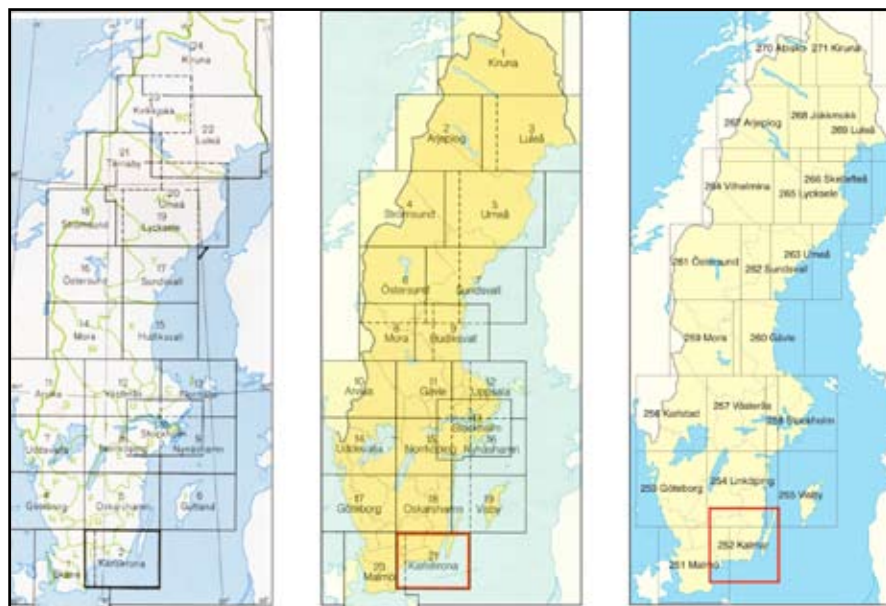 24
Kiruna
23
Kvikkjokk
22
Luleå
21
Tärnaby
20
Umeå
18
Strömsund
19
Lycksele
16
Östersund
17
Sundsvall
14
Mora
15
Hudiksvall
11
Arvika
12
Västerås
13
Stockholm
7
Uddevalla
8
Norrköping
9
Nynäshamn
4
Göteborg
5
Oskarshamn
6
Gotland
1
Skåne
2
Karlskrona
1
Kiruna
2
Arjeplog
3
Luleå
4
Strömsund
5
Umeå
6
Östersund
7
Sundsvall
8
Mora
9
Hudiksvall
10
Arvika
11
Gävle
12
Uppsala
13
Stockholm
14
Uddevalla
15
Norrköping
16
Nynäshamn
17
Göteborg
18
Oskarshamn
19
Visby
20
Malmö
21
Karlskrona
270 Abisko
271 Kiruna
267 Arjeplog
268 Jokkmokk
269 Luleå
264 Vilhelmina
266 Skellefteå
265 Lycksele
261 Östersund
263 Umeå
262 Sundsvall
259 Mora
260 Gävle
256 Karlstad
257 Västerås
258 Stockholm
253 Göteborg
254 Linköping
255 Visby
252 Kalmar
251 Malmö